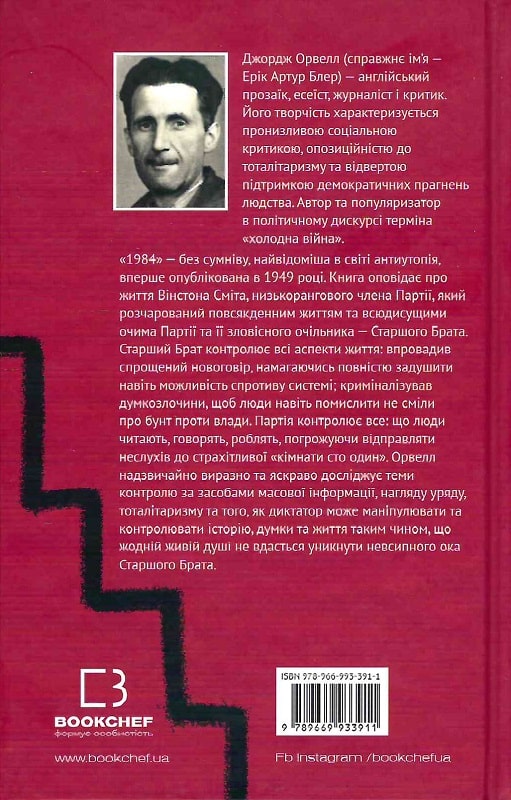 Джордж Орвелл (справжнє ім'я —
Ерік Артур Блер) — англійський
прозаїк, есеїст, журналіст і критик.
Його творчість характеризується
пронизливою соціальною
критикою, опозиційністю до
тоталітаризму та відвертою
підтримкою демократичних прагнень
людства. Автор та популяризатор
в політичному дискурсі терміна
«холодна війна».
«1984» — без сумніву, найвідоміша в світі антиутопія,
вперше опублікована в 1949 році. Книга оповідає про
життя Вінстона Сміта, низькорангового члена Партії, який
розчарований повсякденним життям та всюдисущими
очима Партії та її зловісного очільника — Старшого Брата.
Старший Брат контролює всі аспекти життя: впровадив
спрощений новоговір, намагаючись повністю задушити
навіть можливість спротиву системі; криміналізував
думкозлочини, щоб люди навіть помислити не сміли
про бунт проти влади. Партія контролює все: що люди
читають, говорять, роблять, погрожуючи відправляти
неслухів до страхітливої «кімнати сто один». Орвелл
надзвичайно виразно та яскраво досліджує теми
контролю за засобами масової інформації, нагляду уряду,
тоталітаризму та того, як диктатор може маніпулювати та
контролювати історію, думки та життя таким чином, що
жодній живій душі не вдасться уникнути невсипного ока
Старшого Брата.
ISBN 978-966-993-391-1
9 789669 933911
BOOKCHEF
формує особистість
www.bookchef.ua
Fb Instagram /bookchefua